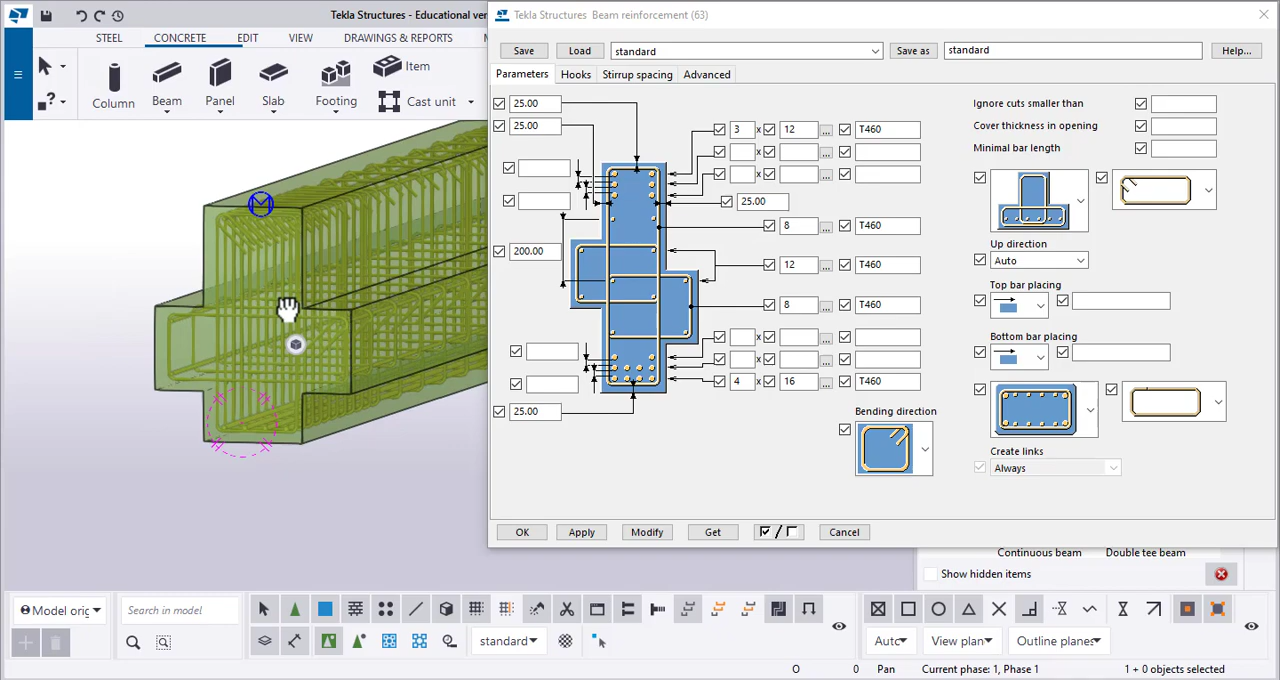 Tekla Structures - Educational ver
STEEL
CONCRETE
EDIT
VIEW
DRAWINGS & REPORTS
Column
Beam
Panel
Slab
Footing
Item
Cast unit
Tekla Structures Beam reinforcement (63)
Save
Load
standard
Save as
standard
Help...
Parameters
Hooks
Stirrup spacing
Advanced
25.00
25.00
200.00
25.00
3 x 12 ... T460
x ...
x ...
25.00
8 ... T460
12 ... T460
8 ... T460
x ...
x ...
4 x 16 ... T460
Bending direction
Ignore cuts smaller than
Cover thickness in opening
Minimal bar length
Up direction
Auto
Top bar placing
Bottom bar placing
Create links
Always
OK
Apply
Modify
Get
/
Cancel
Continuous beam
Double tee beam
Show hidden items
Model orig
Search in model
standard
Auto
View plan
Outline planes
O
0
Pan
Current phase: 1, Phase 1
1 + 0 objects selected